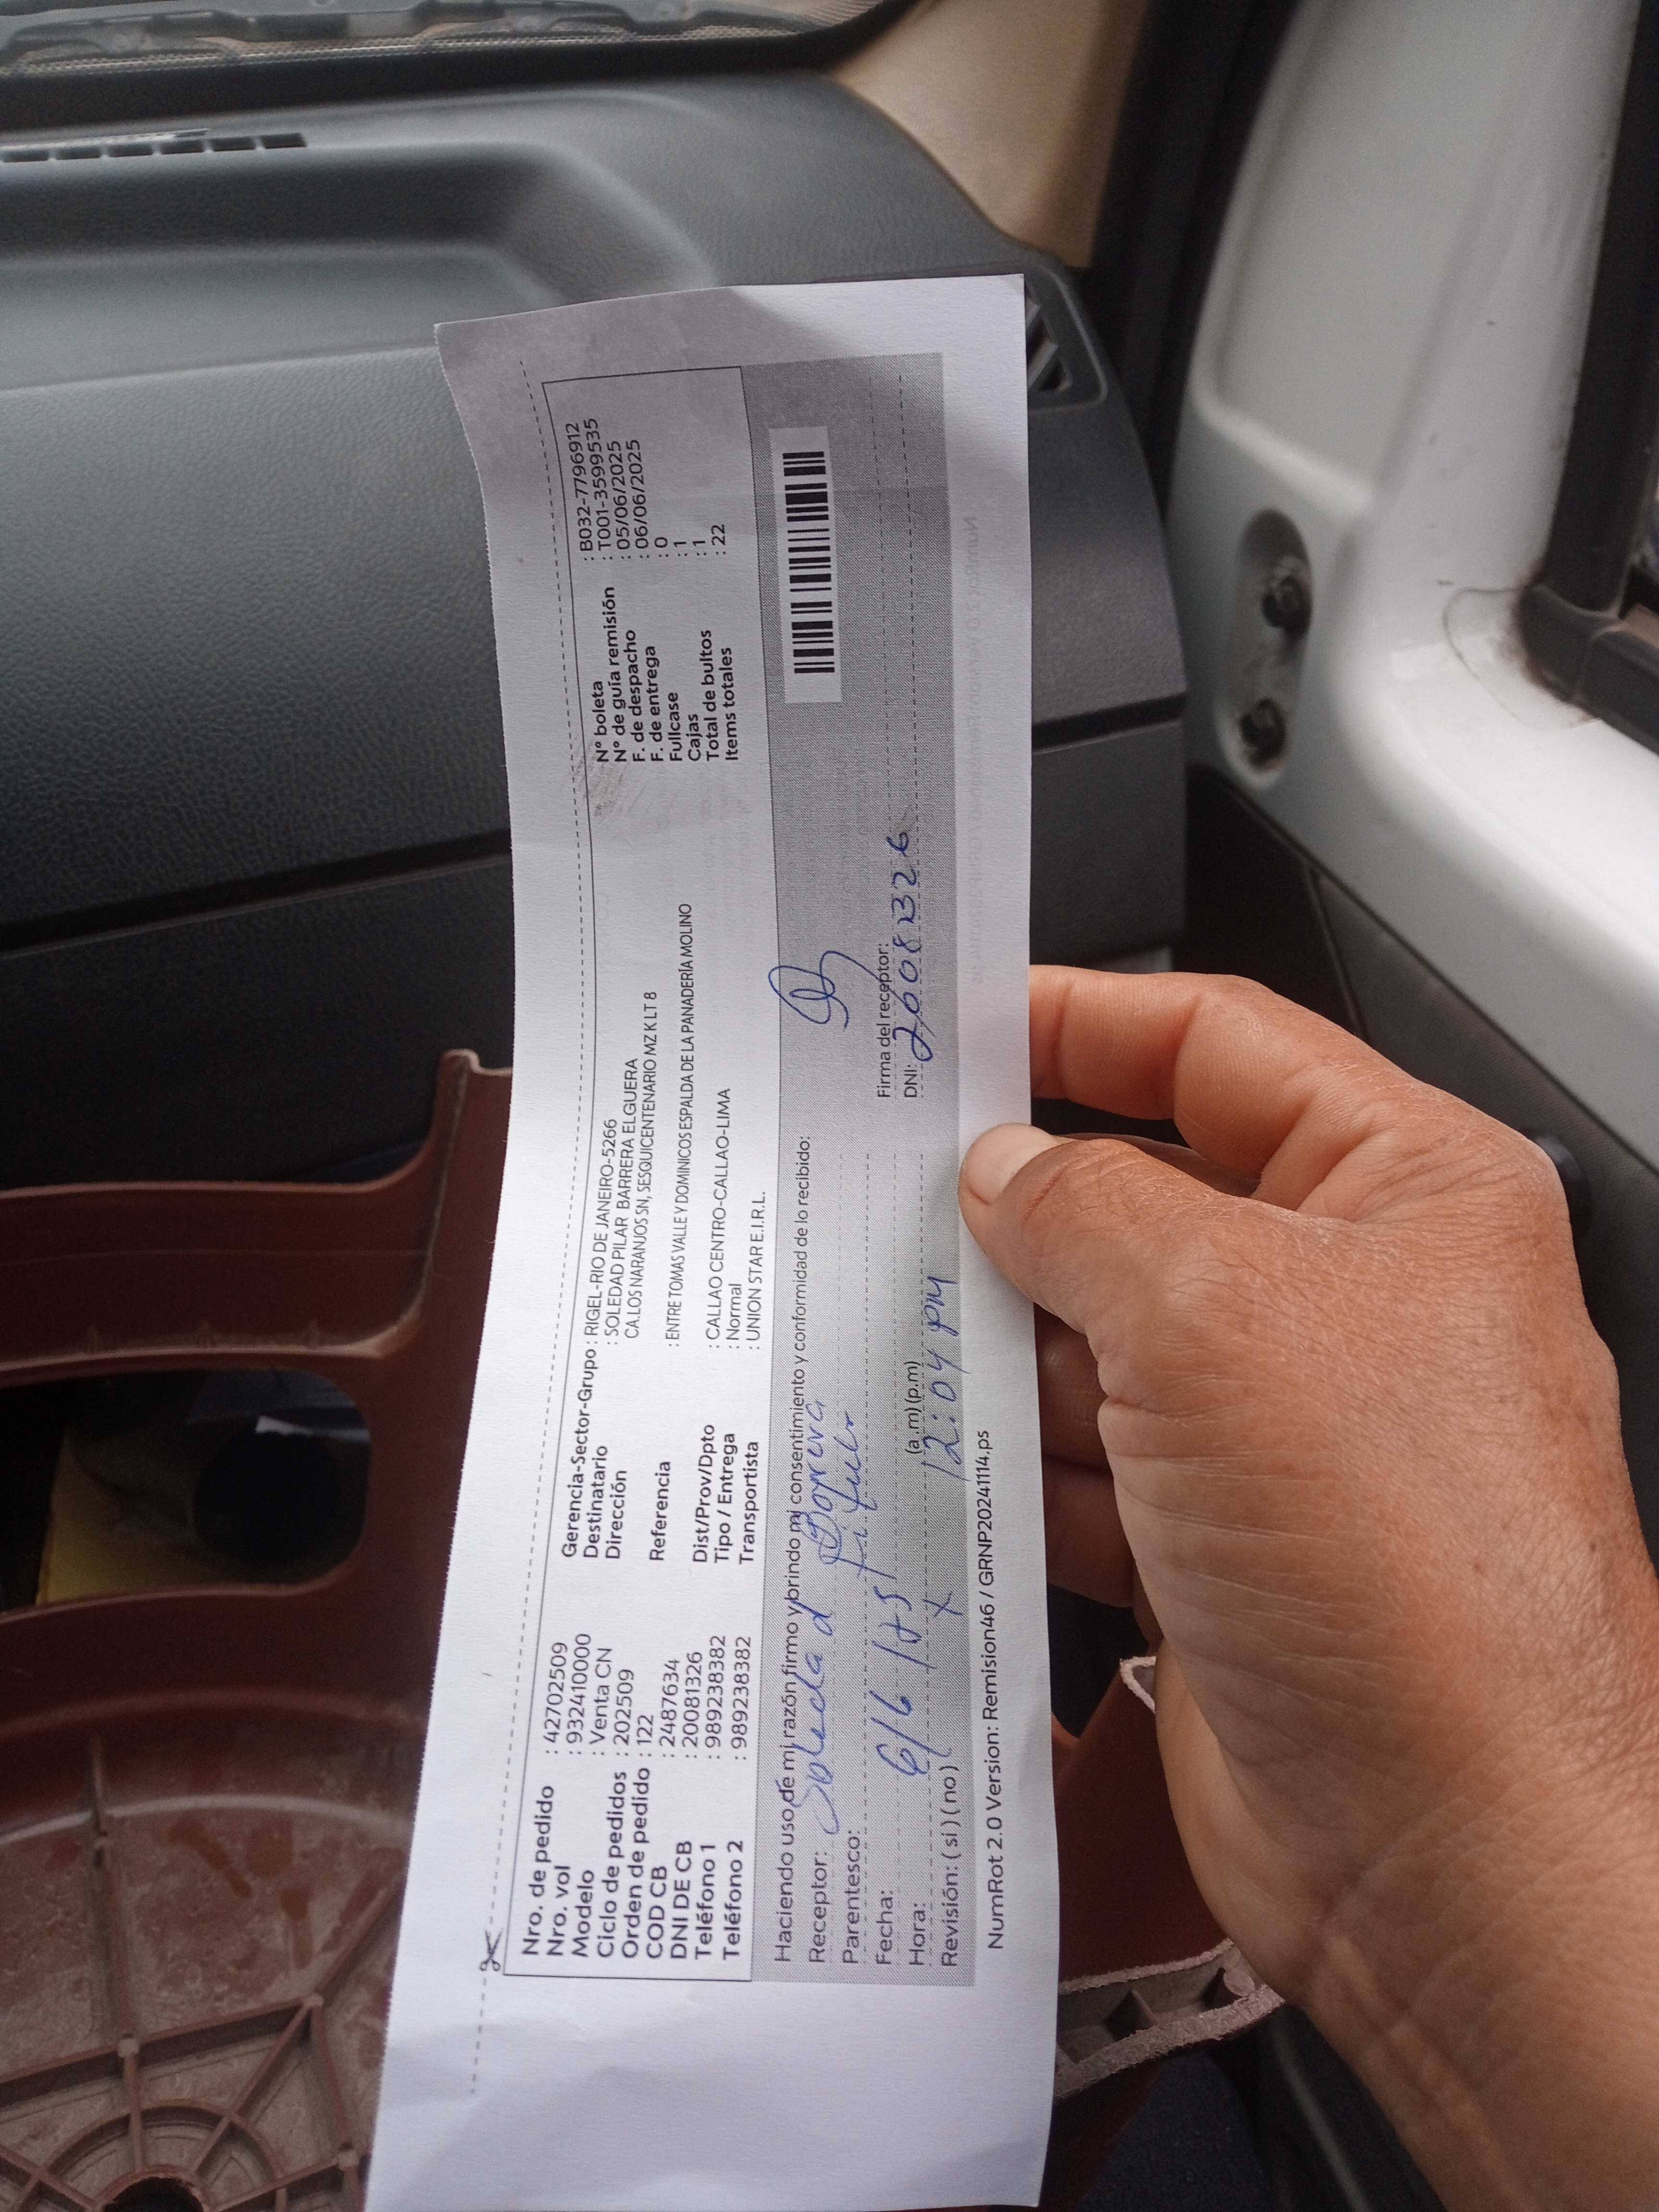 Nro. de pedido : 42702509
Nro. vol : 932410000
Modelo : Venta CN
Ciclo de pedidos : 202509
Orden de pedido : 122
COD CB : 2487634
DNI DE CB : 20081326
Teléfono 1 : 989238382
Teléfono 2 : 989238382
Gerencia-Sector-Grupo : RIGEL-RIO DE JANEIRO-5266
Destinatario : SOLEDAD PILAR BARRERA ELGUERA
Dirección CA.LOS NARANJOS SN, SESQUICENTENARIO MZ K LT 8
Referencia : ENTRE TOMAS VALLE Y DOMINICOS ESPALDA DE LA PANADERÍA MOLINO
Dist/Prov/Dpto : CALLAO CENTRO-CALLAO-LIMA
Tipo / Entrega : Normal
Transportista : UNION STAR E.I.R.L.
N° boleta : B032-7796912
N° de guía remisión : T001-3599535
F. de despacho : 05/06/2025
F. de entrega : 06/06/2025
Fullcase : 0
Cajas : 1
Total de bultos : 1
Items totales : 22
Haciendo uso de mi razón firmo y brindo mi consentimiento y conformidad de lo recibido:
Receptor: Soledad
Parentesco: titular
Fecha: 6/6/25
Hora: (a.m) (p.m) 12:04 pm
Revisión: ( si ) ( no ) X
Firma del receptor:
DNI: 20081326
NumRot 2.0 Version: Remision46 / GRNP20241114.ps